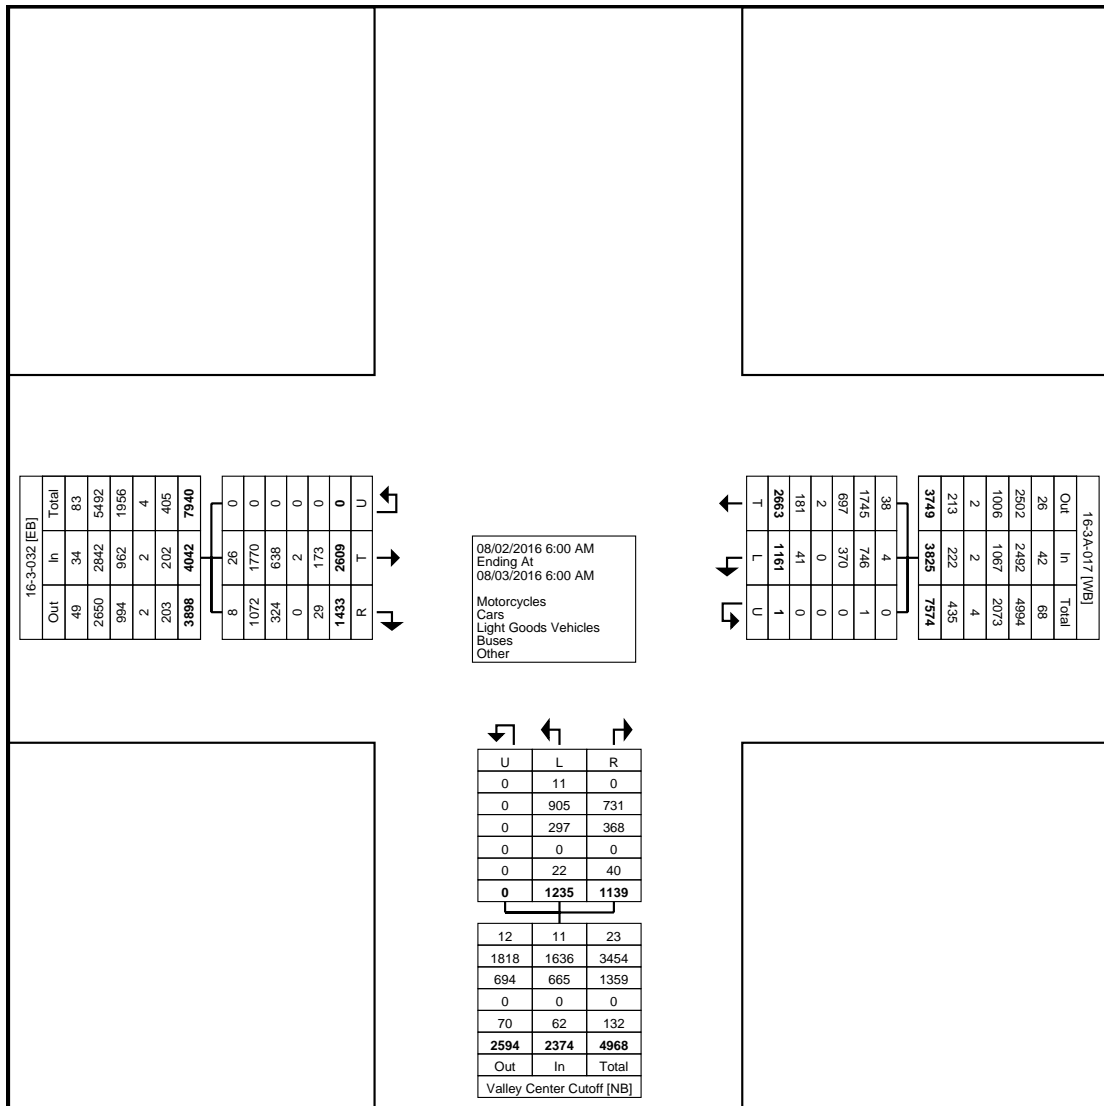 U T R
0 2609 1433
0 173 29
0 2 0
0 638 324
0 1770 1072
0 26 8
7940 4042 3898
405 202 203
4 2 2
1956 962 994
5492 2842 2650
83 34 49
Total In Out
16-3-032 [EB]
08/02/2016 6:00 AM
Ending At
08/03/2016 6:00 AM
Motorcycles
Cars
Light Goods Vehicles
Buses
Other
16-3A-017 [WB]
Out In Total
26 42 68
2502 2492 4994
1006 1067 2073
2 2 4
213 222 435
3749 3825 7574
38 4 0
1745 746 1
697 370 0
2 0 0
181 41 0
2663 1161 1
T L U
U L R
0 11 0
0 905 731
0 297 368
0 0 0
0 22 40
0 1235 1139
12 11 23
1818 1636 3454
694 665 1359
0 0 0
70 62 132
2594 2374 4968
Out In Total
Valley Center Cutoff [NB]